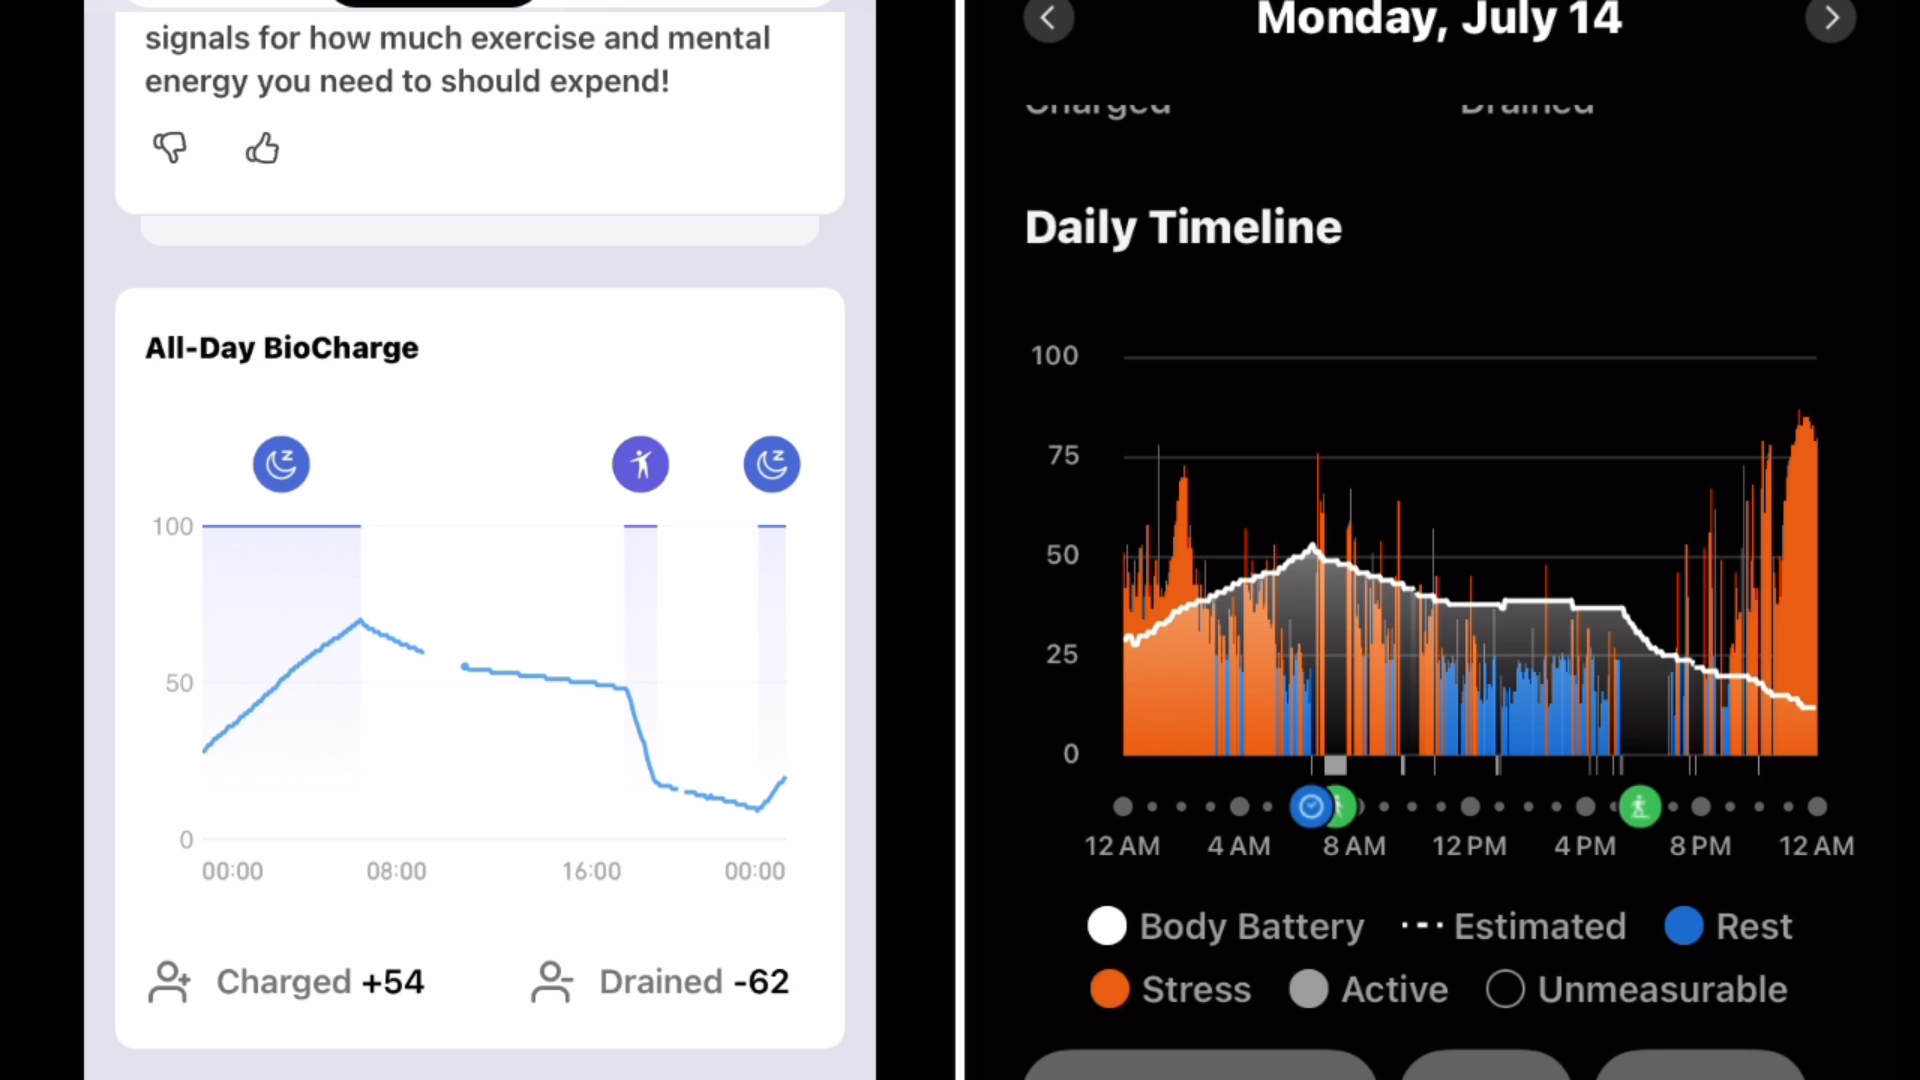 signals for how much exercise and mental
energy you need to should expend!
All-Day BioCharge
100
50
0
00:00 08:00 16:00 00:00
Charged +54 Drained -62
Monday, July 14
Charged Drained
Daily Timeline
100
75
50
25
0
12 AM 4 AM 8 AM 12 PM 4 PM 8 PM 12 AM
Body Battery Estimated Rest
Stress Active Unmeasurable